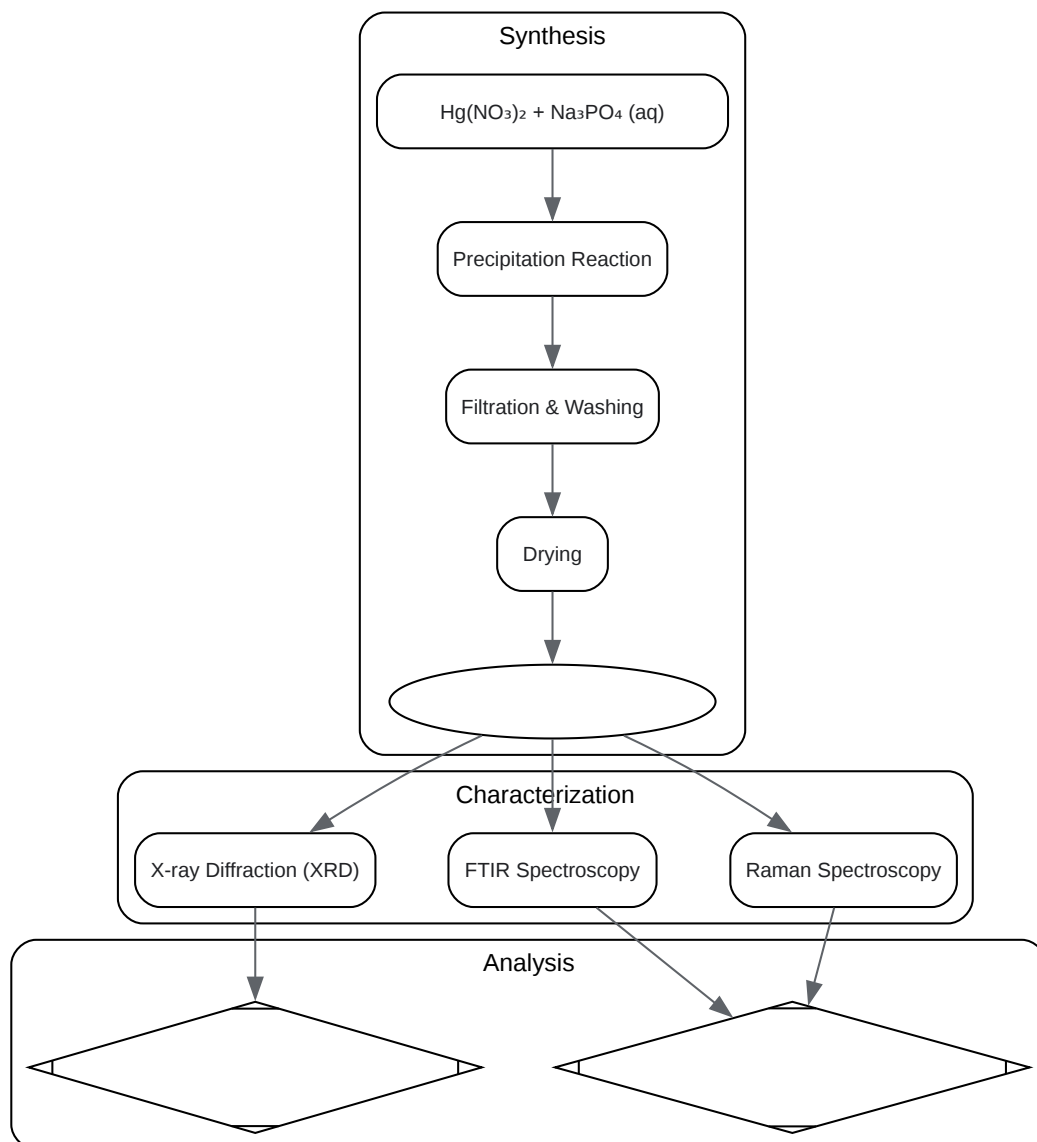 Synthesis
Hg(NO₃)₂ + Na₃PO₄ (aq)
Precipitation Reaction
Filtration & Washing
Drying
Characterization
X-ray Diffraction (XRD)
FTIR Spectroscopy
Raman Spectroscopy
Analysis